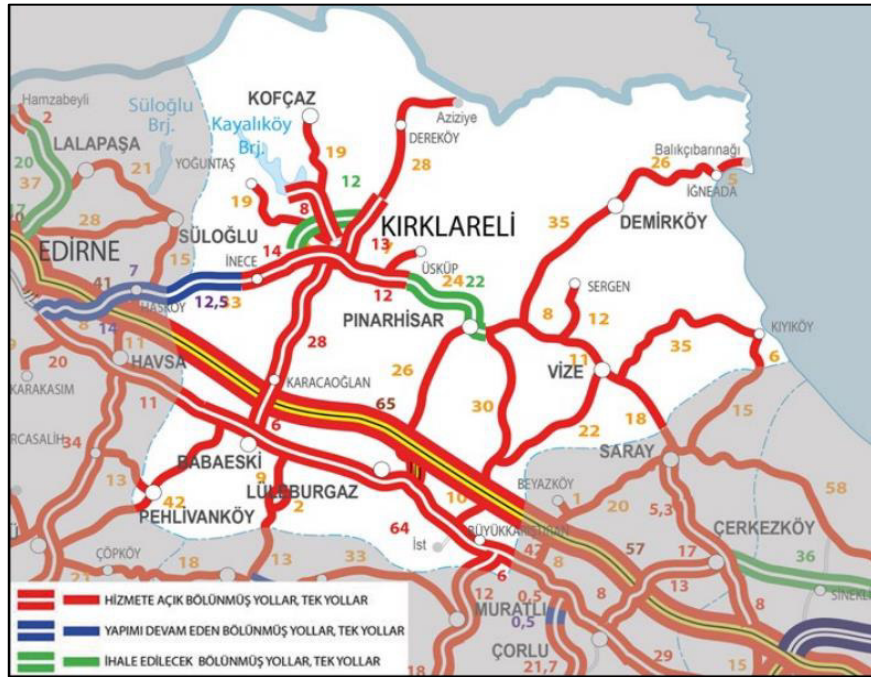 Hamzabeyli
2
LALAPAŞA
20
37
21
Süloğlu
Brj.
YOĞUNTAŞ
KOFÇAZ
Kayalıköy
Brj.
19
12
8
19
Aziziye
DEREKÖY
28
Balıkçıbarınağı
26
5
İĞNEADA
35
DEMİRKÖY
28
EDİRNE
SÜLOĞLU
15
14
İNECE
KIRKLARELİ
13
ÜSKÜP
12
24
22
41
7
HASKÖY
12,5
14
8
11
HAVSA
20
KARAKASIM
28
PINARHİSAR
SERGEN
8
12
11
VİZE
KIYIKÖY
35
6
26
30
22
18
15
KARACAOĞLAN
65
6
11
34
13
BABAESKİ
9
LÜLEBURGAZ
2
42
PEHLİVANKÖY
10
BEYAZKÖY
1
20
SARAY
58
5,3
ÇERKEZKÖY
64
İst
BÜYÜKKARIŞTIRAN
42
57
17
36
13
SİNEKLİ
ÇÖPKÖY
18
13
33
6
12
8
0,5
0,5
MURATLI
8
8
ÇORLU
18
21,7
29
15
HİZMETE AÇIK BÖLÜNMÜŞ YOLLAR, TEK YOLLAR
YAPIMI DEVAM EDEN BÖLÜNMÜŞ YOLLAR, TEK YOLLAR
İHALE EDİLECEK BÖLÜNMÜŞ YOLLAR, TEK YOLLAR